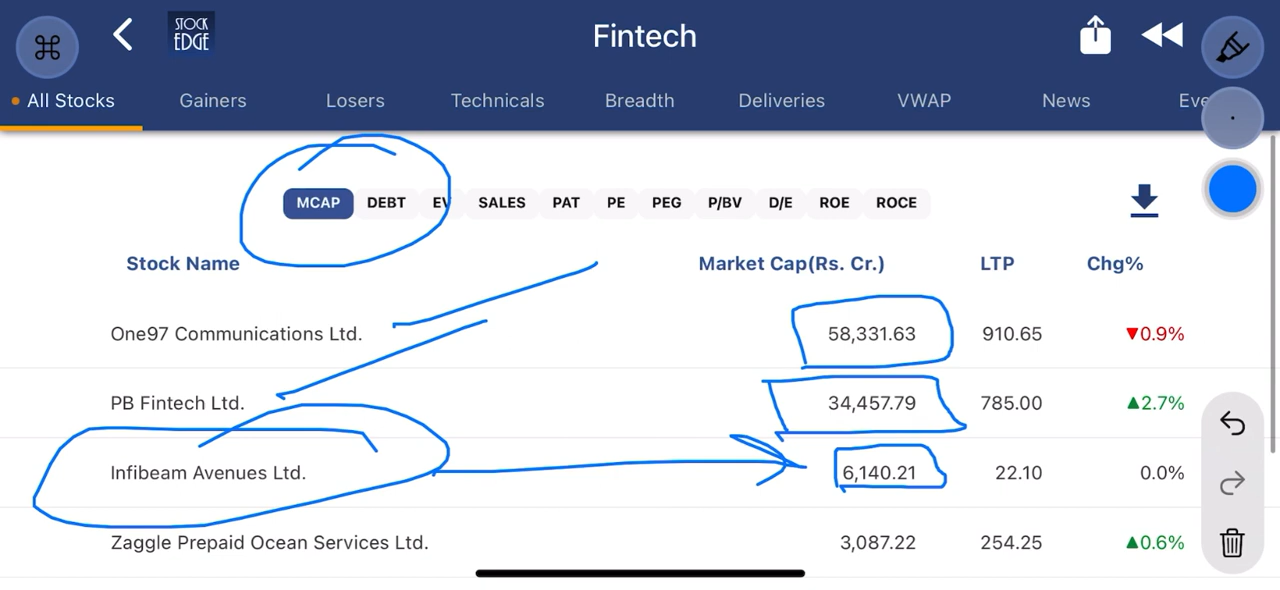 STOCK
EDGE
Fintech
All Stocks Gainers Losers Technicals Breadth Deliveries VWAP News Eve
MCAP DEBT EV SALES PAT PE PEG P/BV D/E ROE ROCE
Stock Name Market Cap(Rs. Cr.) LTP Chg%
One97 Communications Ltd. 58,331.63 910.65 ▼0.9%
PB Fintech Ltd. 34,457.79 785.00 ▲2.7%
Infibeam Avenues Ltd. 6,140.21 22.10 0.0%
Zaggle Prepaid Ocean Services Ltd. 3,087.22 254.25 ▲0.6%